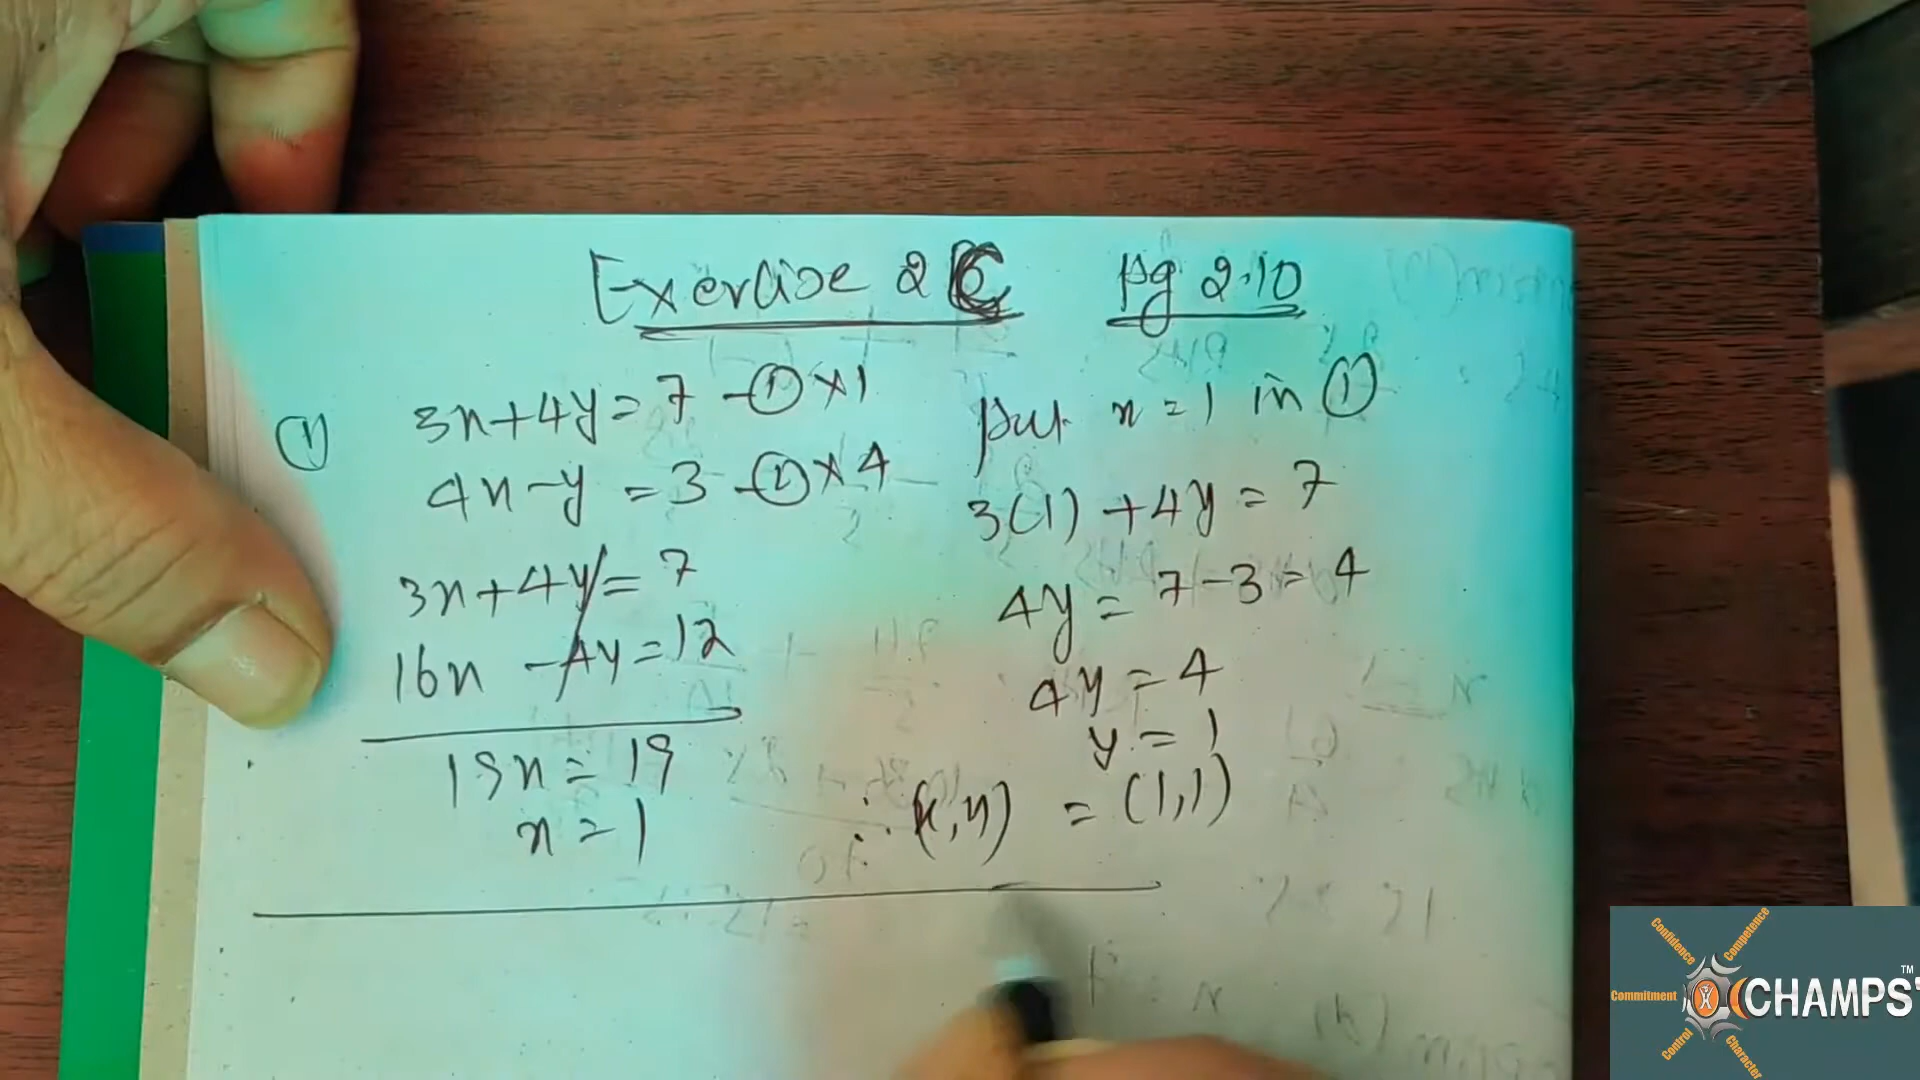 Exercise 2C pg 2.10
1) 3x+4y=7 -① ×1
4x-y=3 -② ×4
3x+4y=7
16x-4y=12
19x=19
x=1
put x=1 in ①
3(1)+4y=7
4y=7-3=4
4y=4
y=1
∴(x,y)=(1,1)
Confidence
Competence
Commitment
CHAMPS™
Control
Character